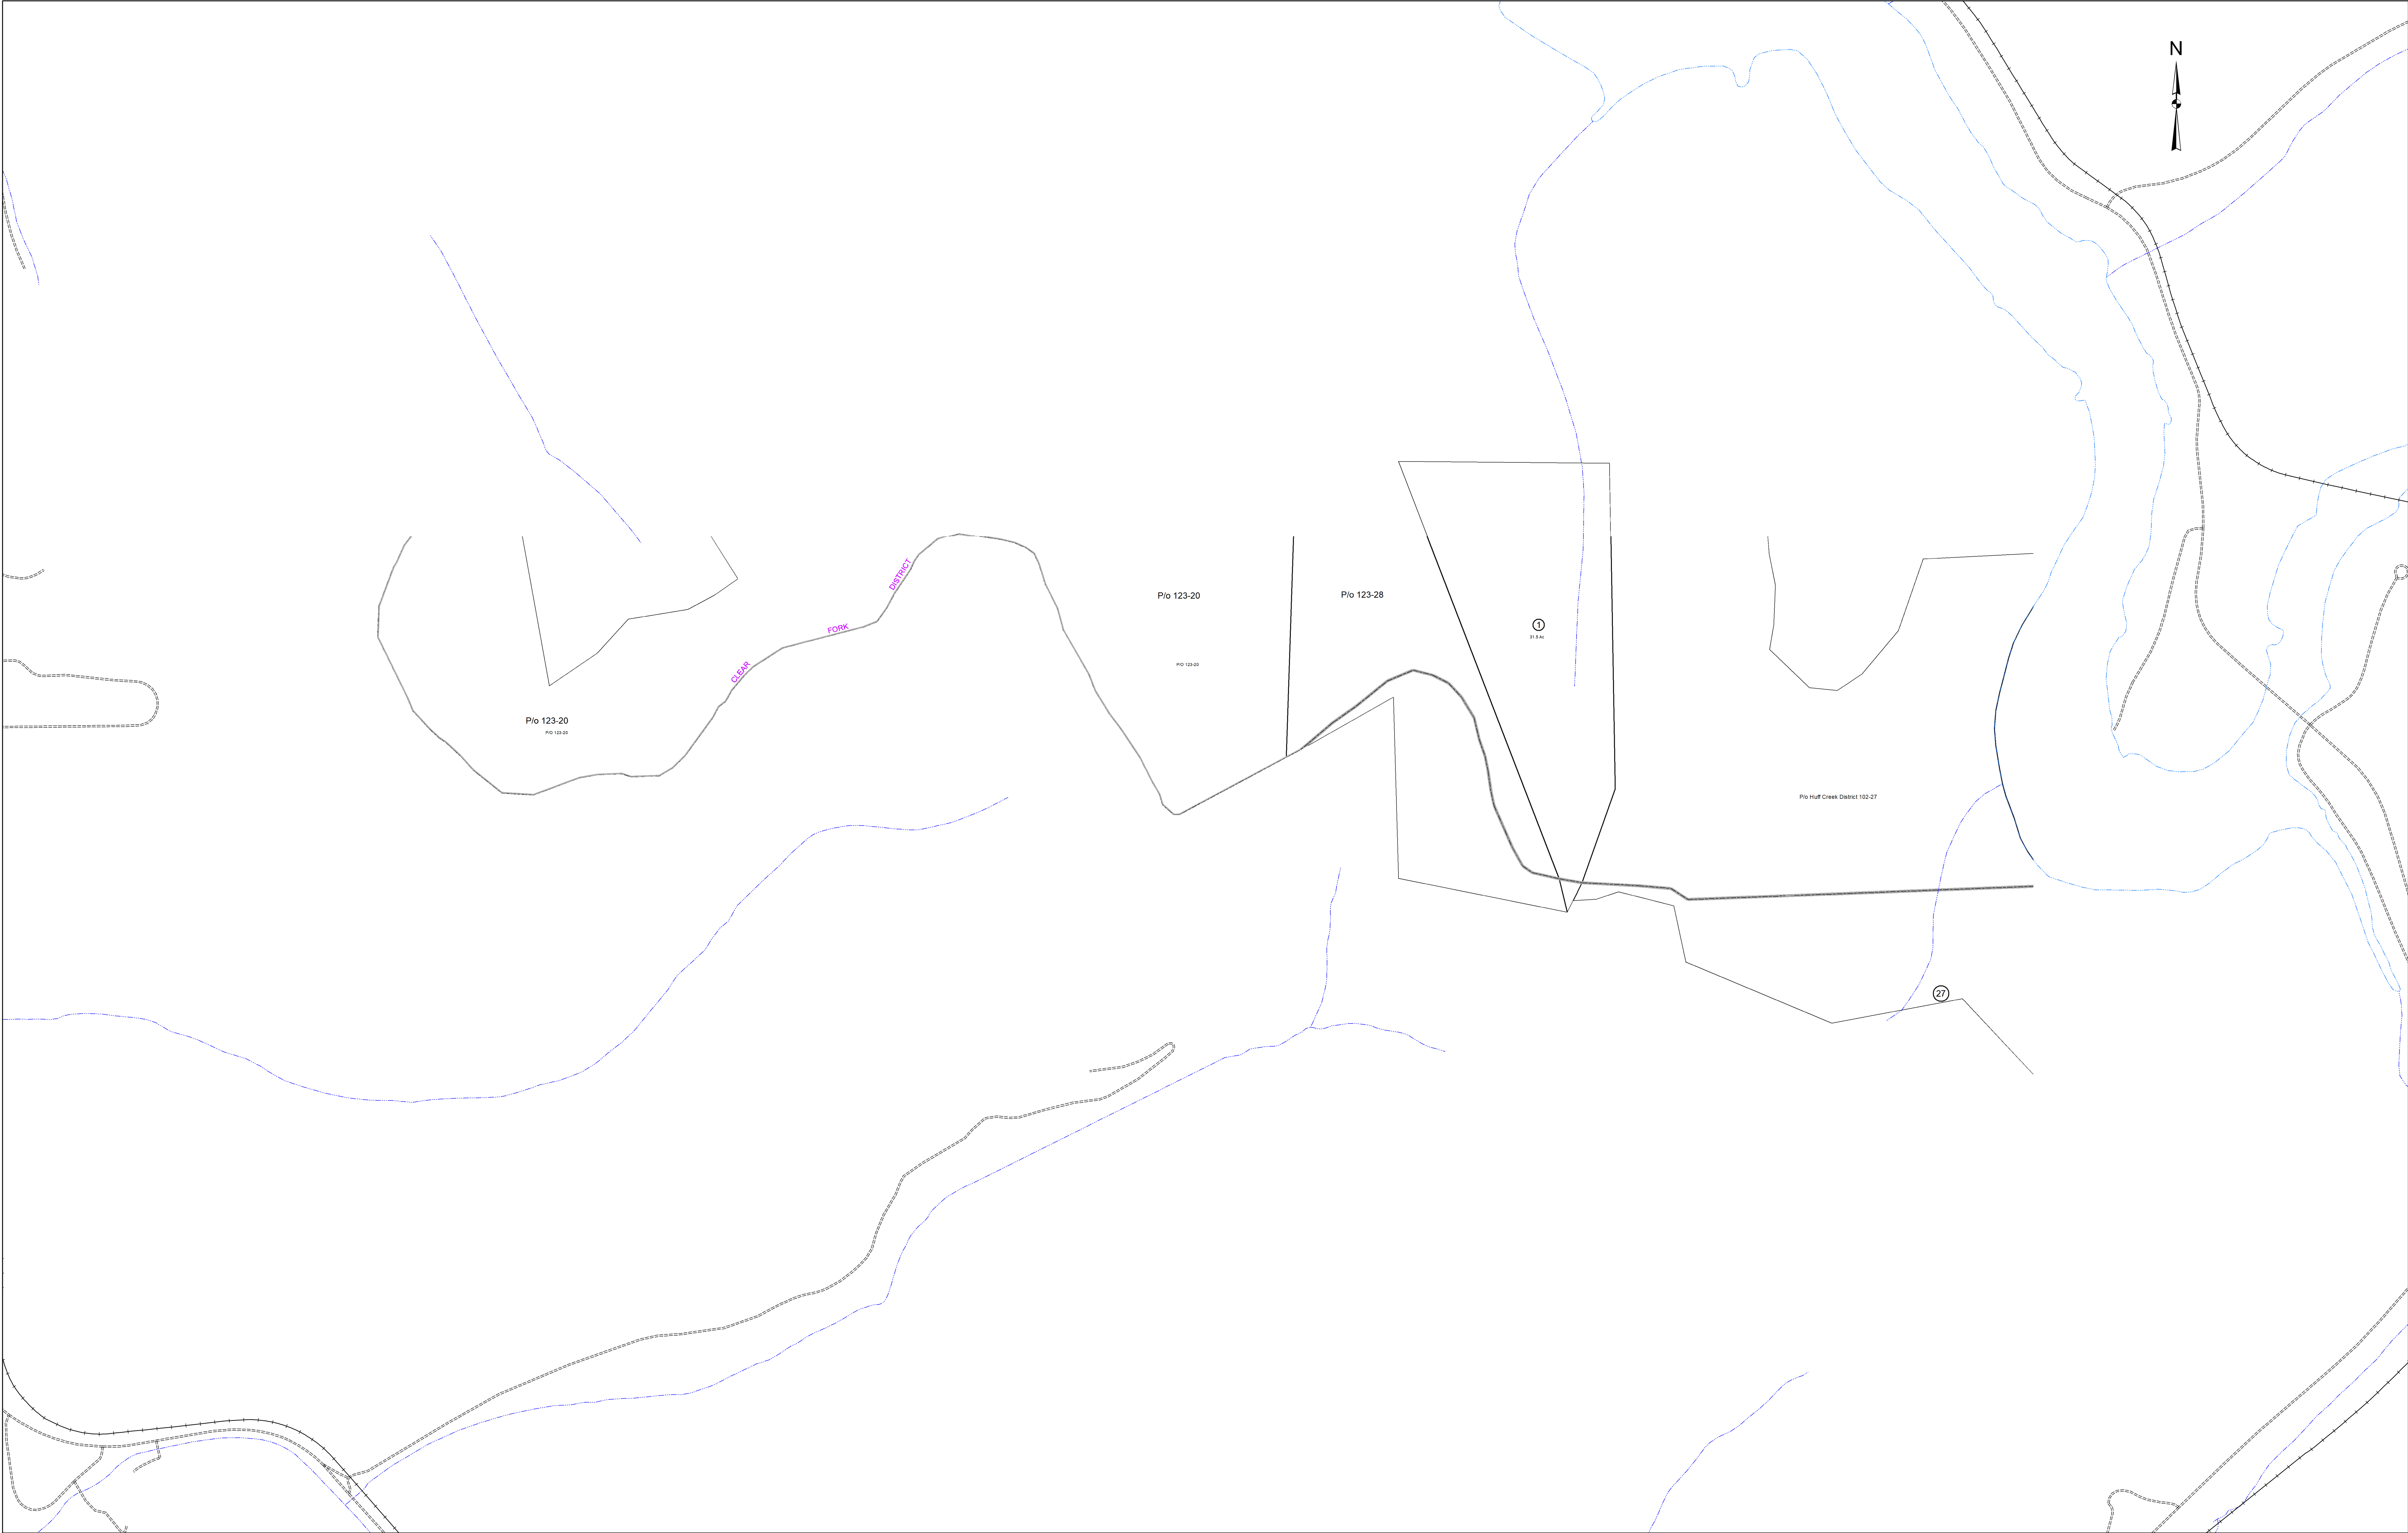 N
DISTRICT
FORK
CLEAR
P/o 123-20
P/o 123-28
1
31.5 Ac
P/O 123-20
P/o 123-20
P/O 123-20
P/o Huff Creek District 102-27
27